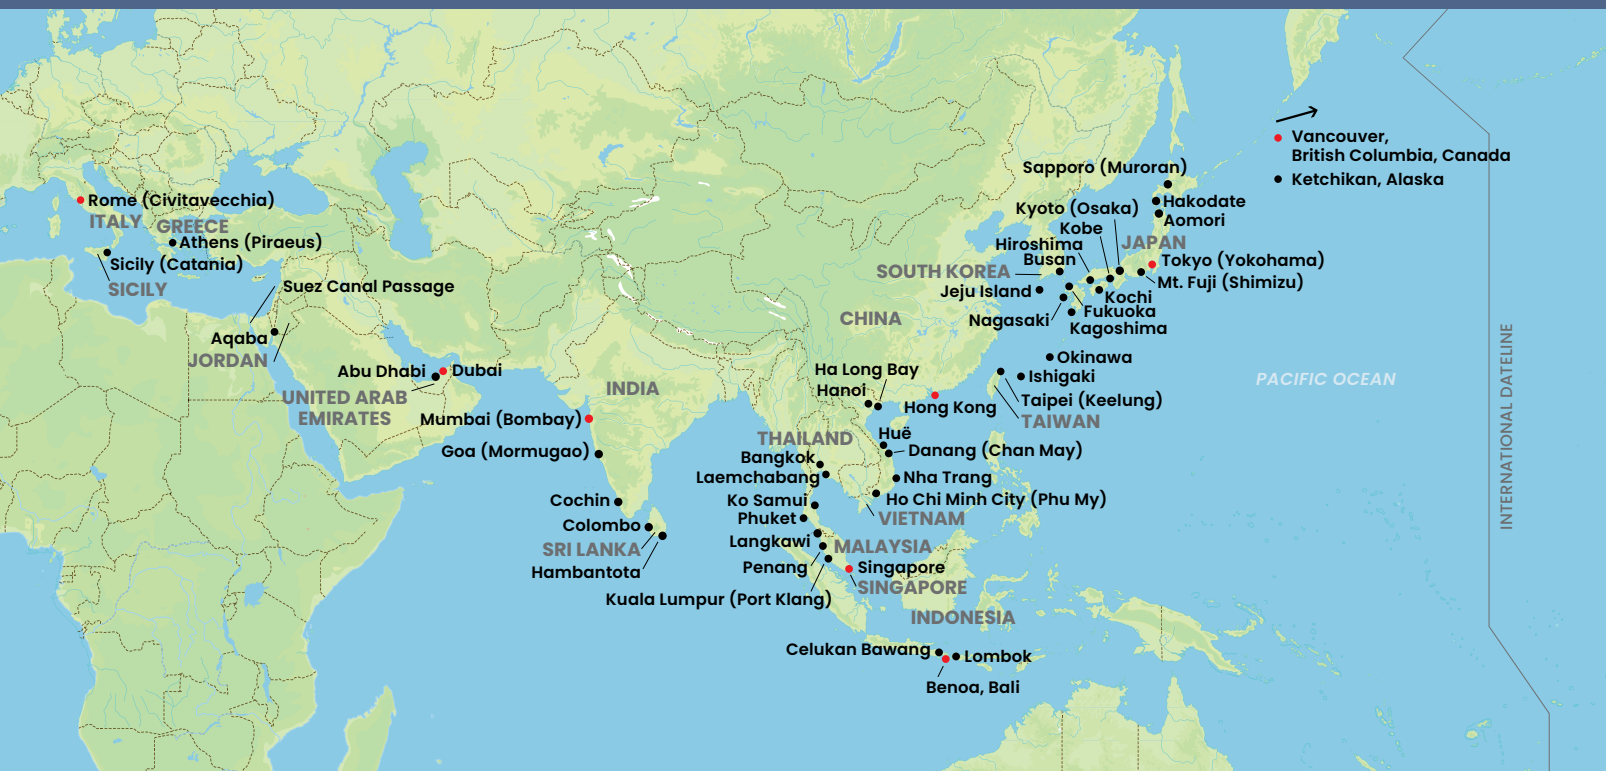 Vancouver,
British Columbia, Canada
Ketchikan, Alaska
Sapporo (Muroran)
Hakodate
Kyoto (Osaka)
Aomori
Kobe
JAPAN
Hiroshima
Busan
Tokyo (Yokohama)
SOUTH KOREA
Mt. Fuji (Shimizu)
Jeju Island
Kochi
Fukuoka
Nagasaki
Kagoshima
Rome (Civitavecchia)
ITALY
GREECE
Athens (Piraeus)
Sicily (Catania)
SICILY
Suez Canal Passage
Aqaba
JORDAN
Abu Dhabi
Dubai
UNITED ARAB
EMIRATES
INDIA
Mumbai (Bombay)
Goa (Mormugao)
Cochin
Colombo
SRI LANKA
Hambantota
CHINA
Okinawa
Ishigaki
Taipei (Keelung)
TAIWAN
Ha Long Bay
Hanoi
Hong Kong
Huë
Danang (Chan May)
Nha Trang
Ho Chi Minh City (Phu My)
VIETNAM
THAILAND
Bangkok
Laemchabang
Ko Samui
Phuket
Langkawi
MALAYSIA
Penang
Singapore
SINGAPORE
Kuala Lumpur (Port Klang)
INDONESIA
Celukan Bawang
Lombok
Benoa, Bali
PACIFIC OCEAN
INTERNATIONAL DATELINE